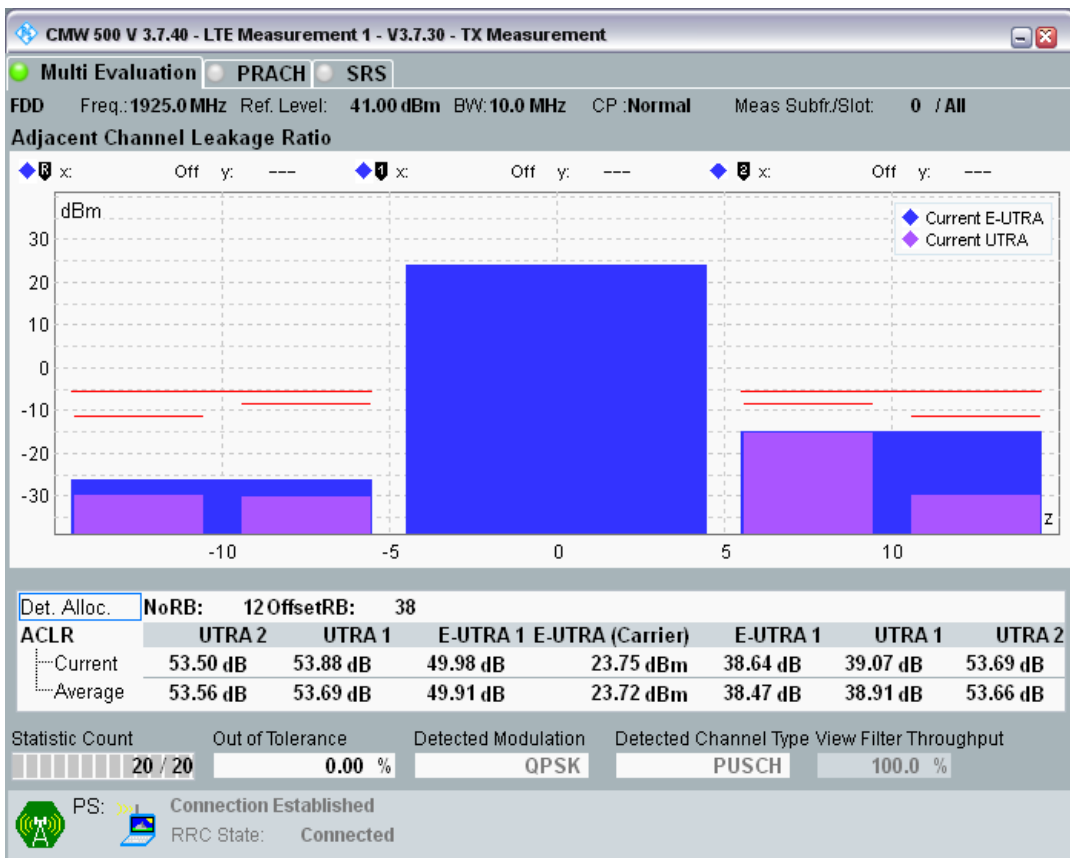 CMW 500 V 3.7.40 - LTE Measurement 1 - V3.7.30 - TX Measurement
Multi Evaluation PRACH SRS
FDD Freq.: 1925.0 MHz Ref. Level: 41.00 dBm BW: 10.0 MHz CP : Normal Meas Subfr./Slot: 0 / All
Adjacent Channel Leakage Ratio
R x: Off y: --- 1 x: Off y: --- 2 x: Off y: ---
dBm
Current E-UTRA
Current UTRA
30
20
10
0
-10
-20
-30
z
-10 -5 0 5 10
Det. Alloc. NoRB: 12 OffsetRB: 38
ACLR UTRA 2 UTRA 1 E-UTRA 1 E-UTRA (Carrier) E-UTRA 1 UTRA 1 UTRA 2
Current 53.50 dB 53.88 dB 49.98 dB 23.75 dBm 38.64 dB 39.07 dB 53.69 dB
Average 53.56 dB 53.69 dB 49.91 dB 23.72 dBm 38.47 dB 38.91 dB 53.66 dB
Statistic Count Out of Tolerance Detected Modulation Detected Channel Type View Filter Throughput
20 / 20 0.00 % QPSK PUSCH 100.0 %
PS: Connection Established
RRC State: Connected